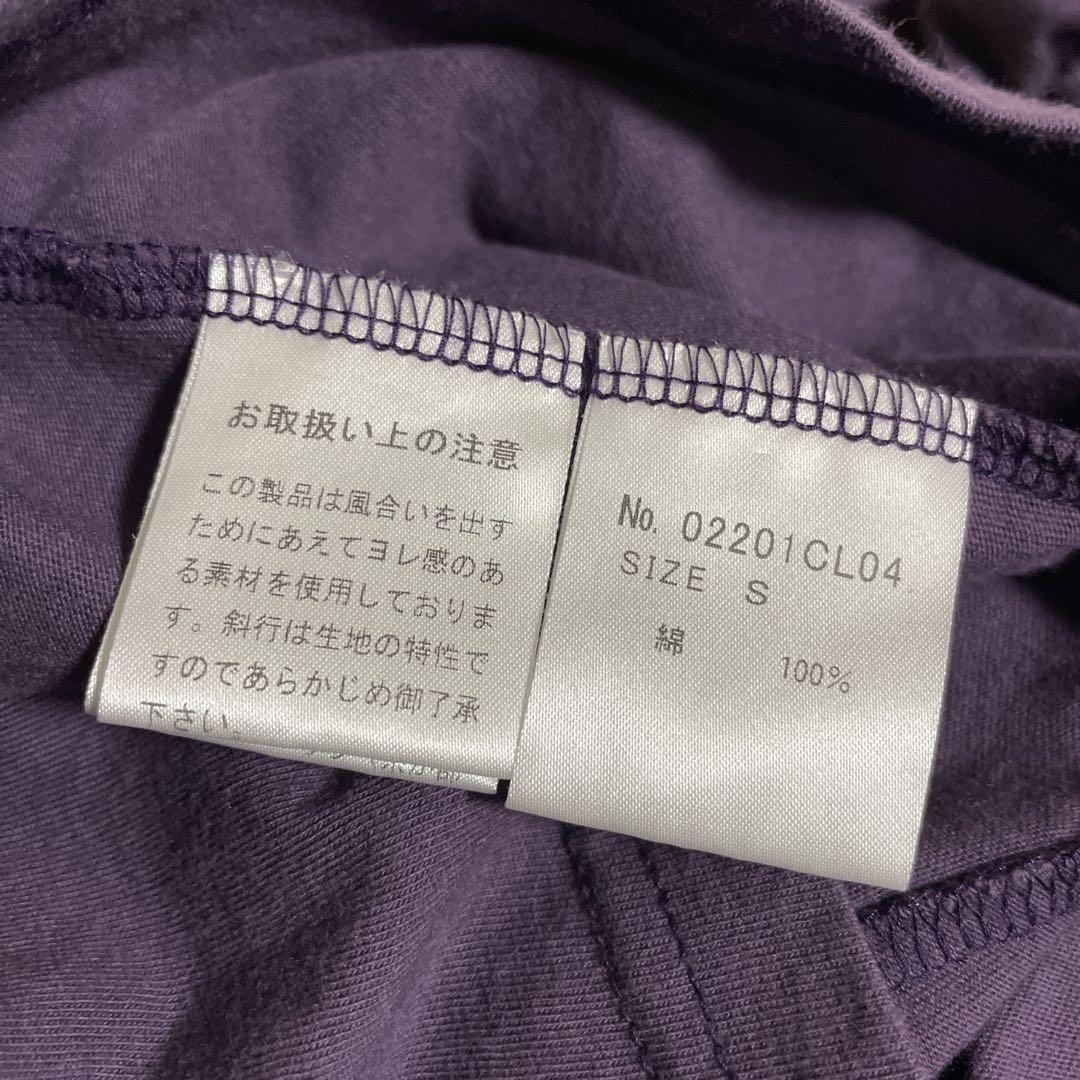 お取扱い上の注意
この製品は風合いを出す
ためにあえてヨレ感のあ
る素材を使用しておりま
す。斜行は生地の特性で
すのであらかじめ御了承
下さい。
№ 02201CL04
SIZE S
綿 100%